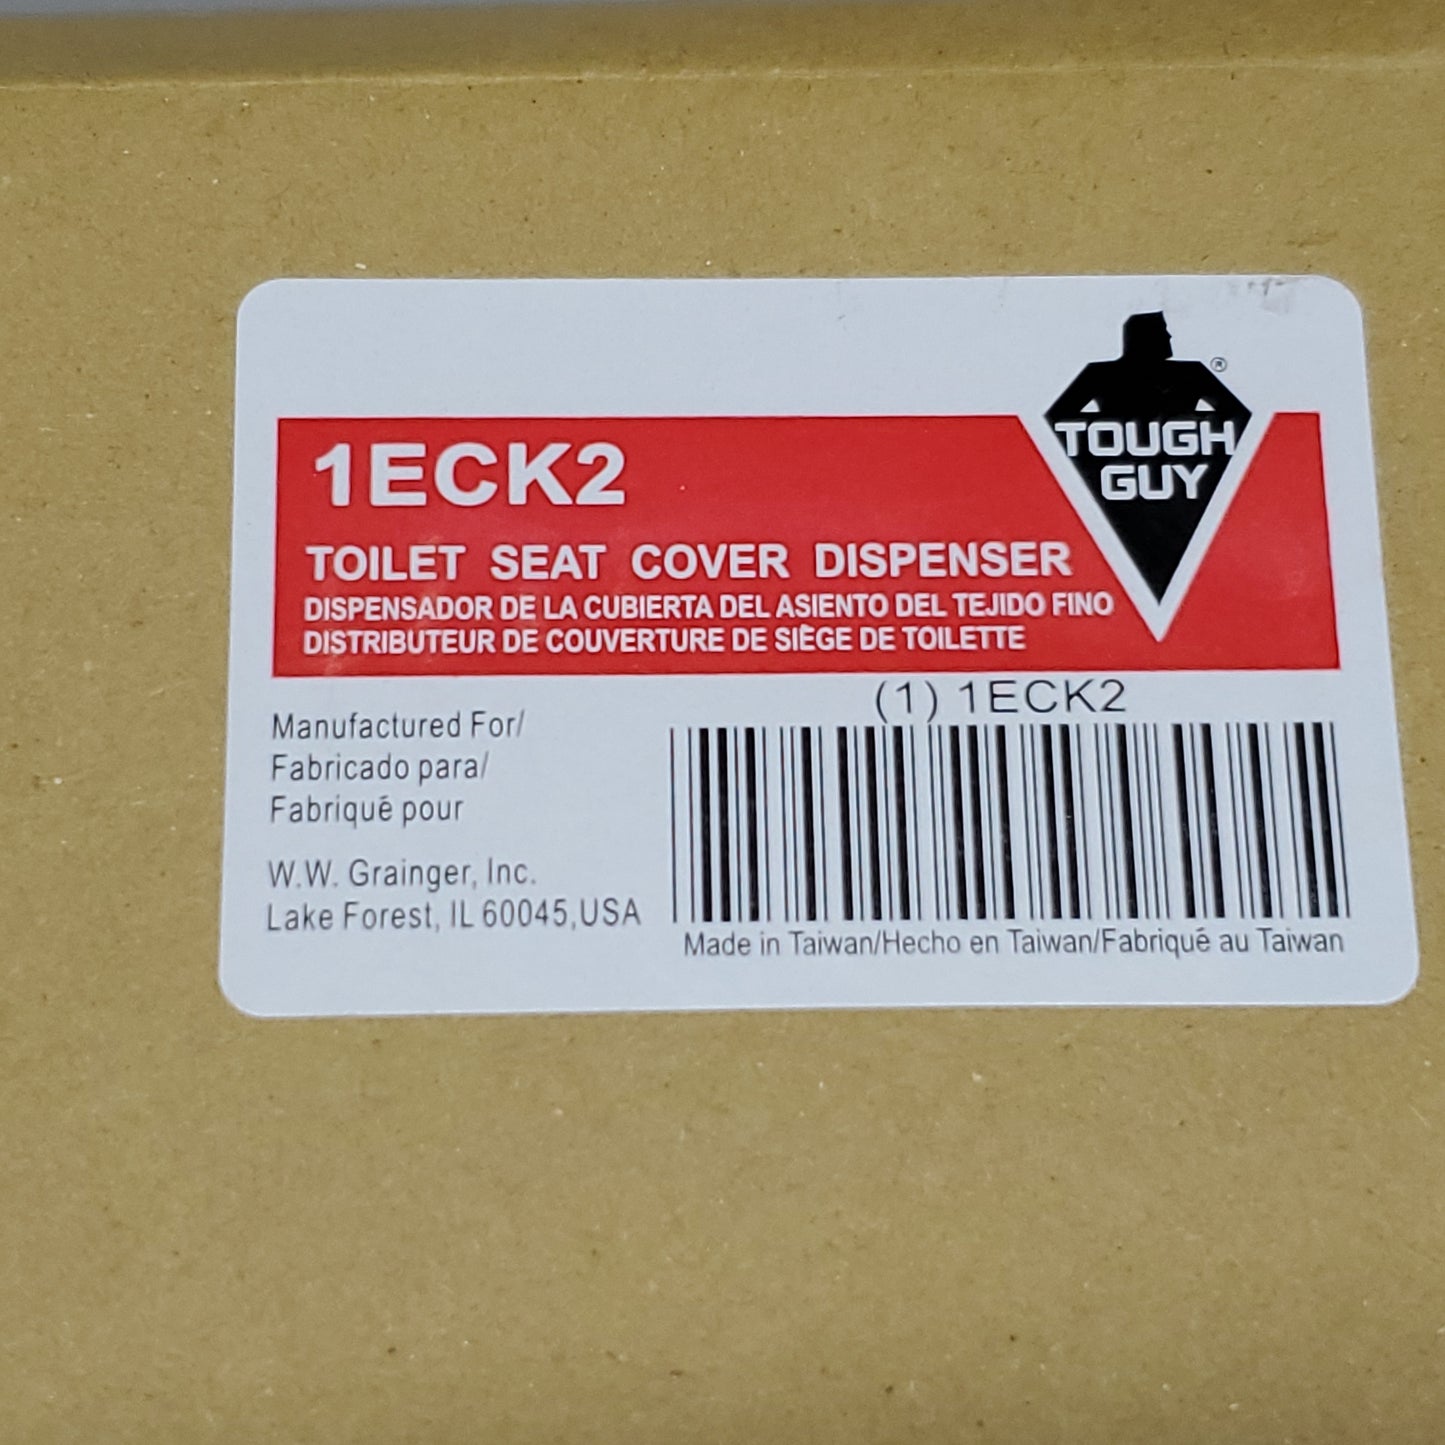 ®
TOUGH
GUY
1ECK2
TOILET SEAT COVER DISPENSER
DISPENSADOR DE LA CUBIERTA DEL ASIENTO DEL TEJIDO FINO
DISTRIBUTEUR DE COUVERTURE DE SIÈGE DE TOILETTE
(1) 1ECK2
Manufactured For/
Fabricado para/
Fabriqué pour
W.W. Grainger, Inc.
Lake Forest, IL 60045,USA
Made in Taiwan/Hecho en Taiwan/Fabriqué au Taiwan